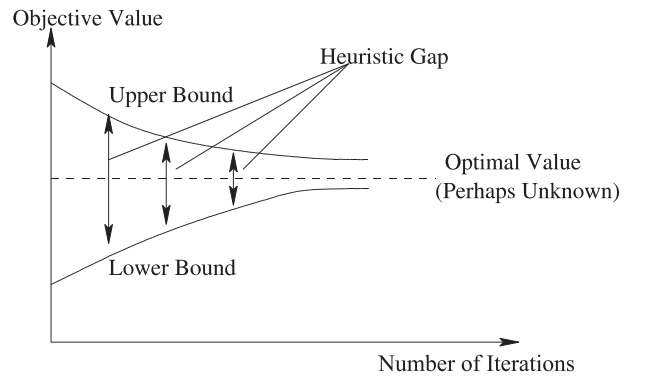 Objective Value
Heuristic Gap
Upper Bound
Optimal Value
(Perhaps Unknown)
Lower Bound
Number of Iterations